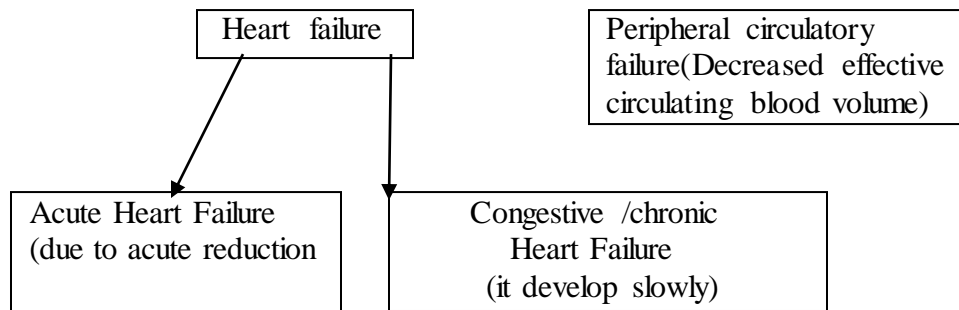 Heart failure
Peripheral circulatory
failure(Decreased effective
circulating blood volume)
Acute Heart Failure
(due to acute reduction
Congestive /chronic
Heart Failure
(it develop slowly)